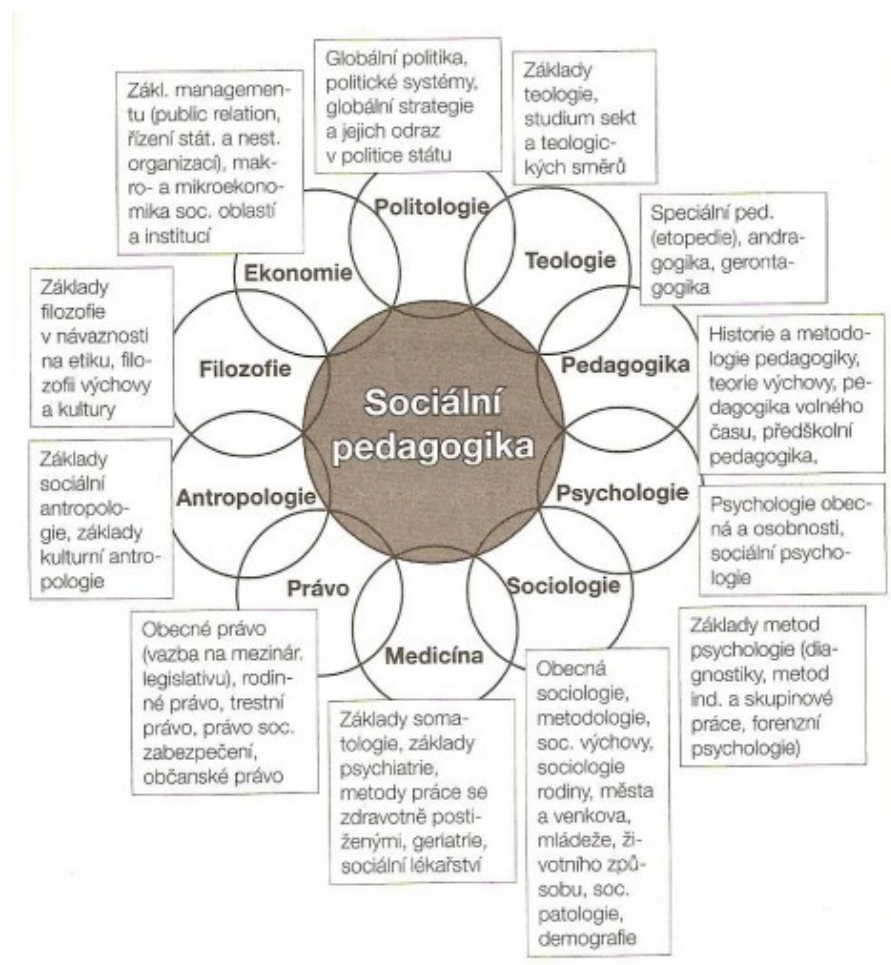 Globální politika,
politické systémy,
globální strategie
a jejich odraz
v politice státu
Politologie
Základy
teologie,
studium sekt
a teologic-
kých směrů
Teologie
Speciální ped.
(etopedie), andra-
gogika, geronta-
gogika
Pedagogika
Historie a metodo-
logie pedagogiky,
teorie výchovy, pe-
dagogika volného
času, předškolní
pedagogika,
Psychologie
Psychologie obec-
ná a osobnosti,
sociální psycho-
logie
Základy metod
psychologie (dia-
gnostiky, metod
ind. a skupinové
práce, forenzní
psychologie)
Sociologie
Obecná
sociologie,
metodologie,
soc. výchovy,
sociologie
rodiny, města
a venkova,
mládeže, ži-
votního způ-
sobu, soc.
patologie,
demografie
Medicína
Základy soma-
tologie, základy
psychiatrie,
metody práce se
zdravotně posti-
ženými, geriatrie,
sociální lékařství
Právo
Obecné právo
(vazba na mezinár.
legislativu), rodin-
né právo, trestní
právo, právo soc.
zabezpečení,
občanské právo
Antropologie
Základy
sociální
antropolo-
gie, základy
kulturní antro-
pologie
Filozofie
Základy
filozofie
v návaznosti
na etiku, filo-
zofii výchovy
a kultury
Ekonomie
Zákl. managemen-
tu (public relation,
řízení stát. a nest.
organizací), mak-
ro- a mikroekono-
mika soc. oblastí
a institucí
Sociální
pedagogika